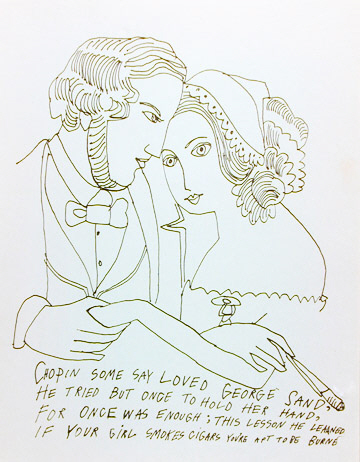 CHOPIN SOME SAY LOVED GEORGE SAND;
HE TRIED BUT ONCE TO HOLD HER HAND;
FOR ONCE WAS ENOUGH; THIS LESSON HE LEARNED
IF YOUR GIRL SMOKES CIGARS YOU'RE APT TO BE BURNE